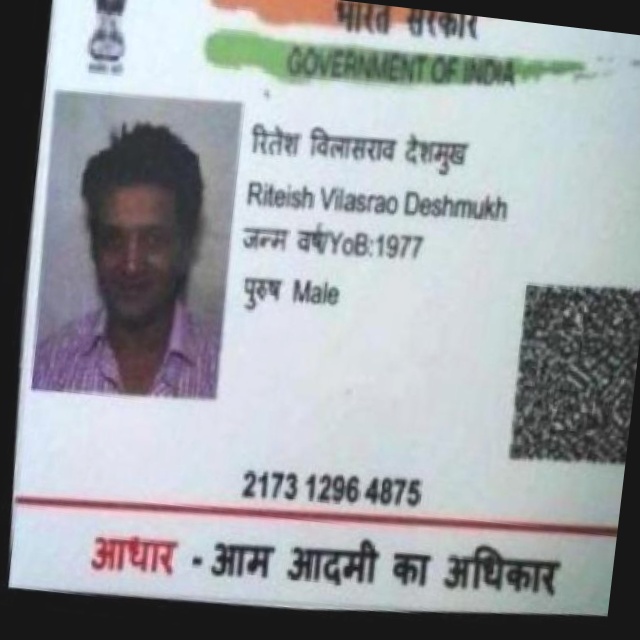 भारत सरकार
GOVERNMENT OF INDIA
रितेश विलासराव देशमुख
Riteish Vilasrao Deshmukh
जन्म वर्ष/YoB:1977
पुरुष Male
2173 1296 4875
आधार - आम आदमी का अधिकार